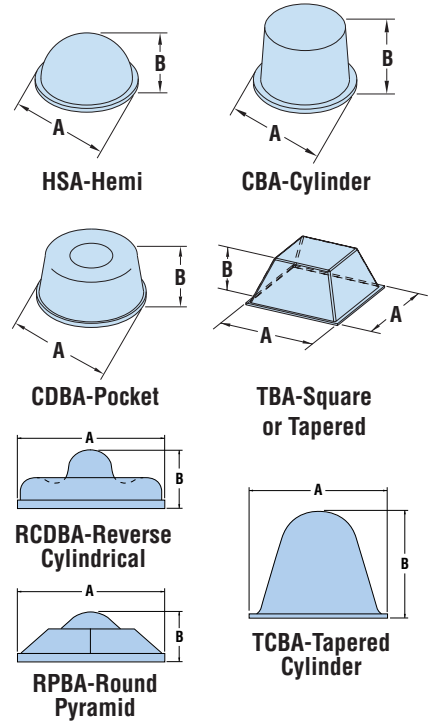 B
A
HSA-Hemi
B
A
CBA-Cylinder
B
A
CDBA-Pocket
B
A
A
TBA-Square
or Tapered
A
B
RCDBA-Reverse
Cylindrical
A
B
RPBA-Round
Pyramid
A
B
TCBA-Tapered
Cylinder